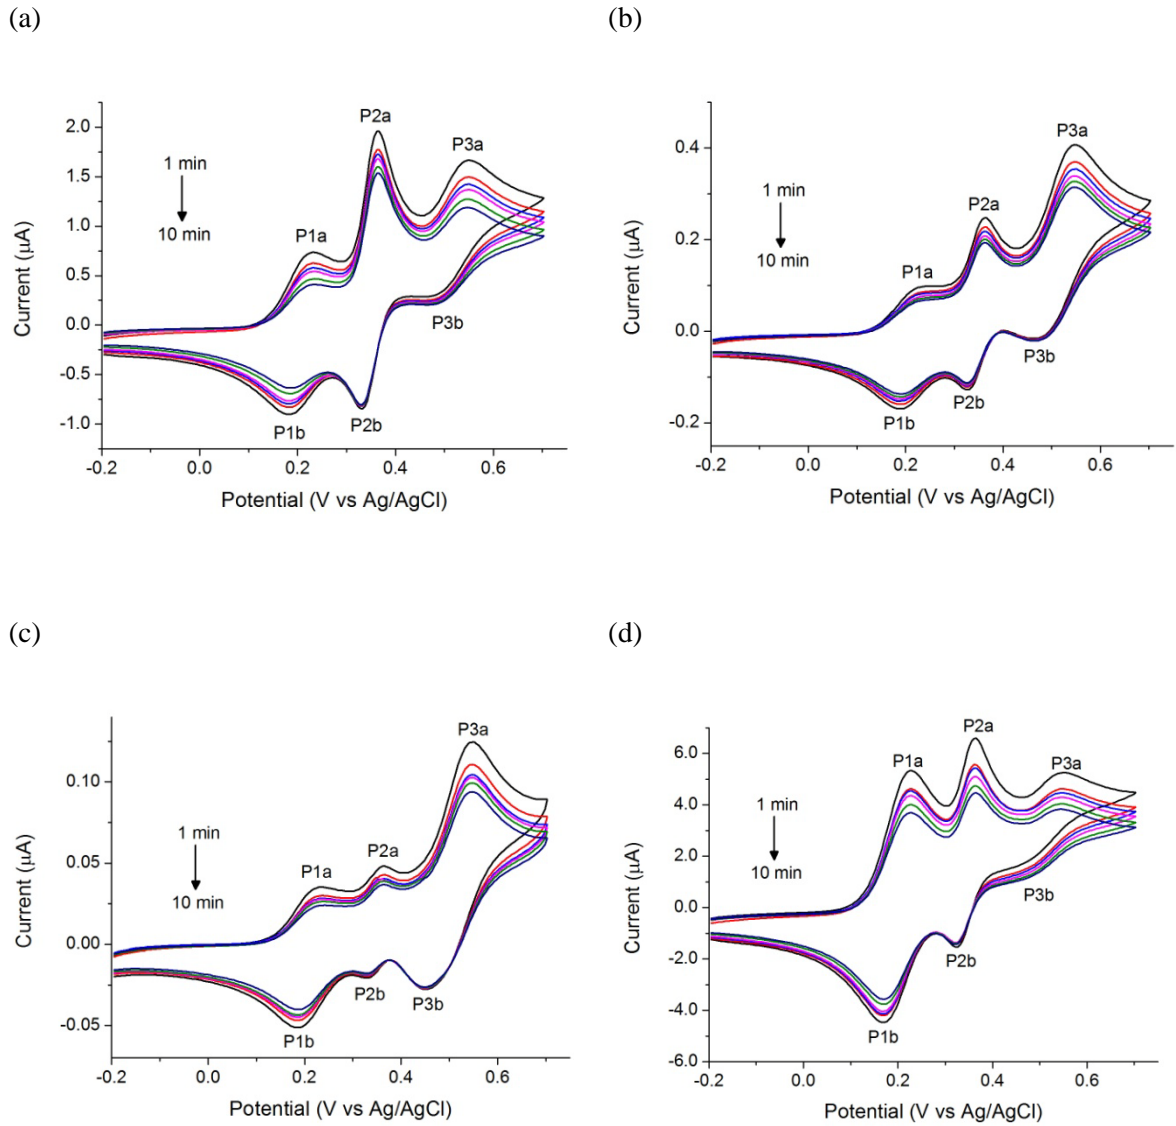 (a)
2.0
1.5
1.0
0.5
0.0
-0.5
-1.0
Current (µA)
1 min
10 min
P1a
P2a
P3a
P1b
P2b
P3b
-0.2 0.0 0.2 0.4 0.6
Potential (V vs Ag/AgCl)
(b)
0.4
0.2
0.0
-0.2
Current (µA)
1 min
10 min
P1a
P2a
P3a
P1b
P2b
P3b
-0.2 0.0 0.2 0.4 0.6
Potential (V vs Ag/AgCl)
(c)
0.10
0.05
0.00
-0.05
Current (µA)
1 min
10 min
P1a
P2a
P3a
P1b
P2b
P3b
-0.2 0.0 0.2 0.4 0.6
Potential (V vs Ag/AgCl)
(d)
6.0
4.0
2.0
0.0
-2.0
-4.0
-6.0
Current (µA)
1 min
10 min
P1a
P2a
P3a
P1b
P2b
P3b
-0.2 0.0 0.2 0.4 0.6
Potential (V vs Ag/AgCl)